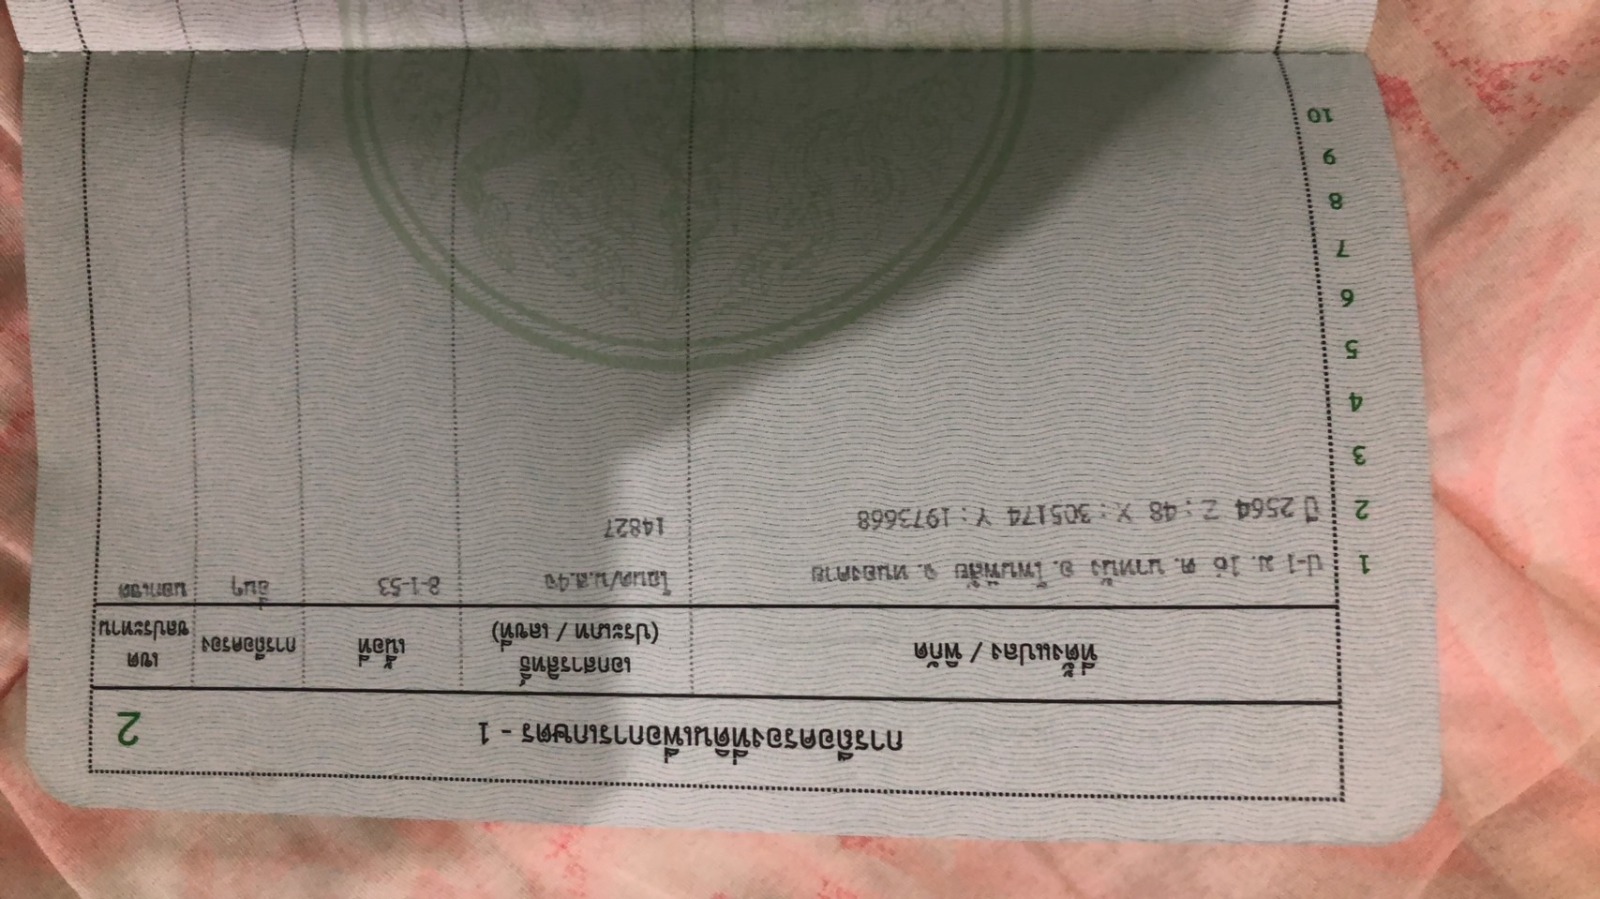 การถือครองที่ดินเพื่อการเกษตร - 1 2
ที่ตั้งแปลง / พิกัด เอกสารสิทธิ์ (ประเภท / เลขที่) เนื้อที่ การถือครอง เขตชลประทาน
1 ป-1 ม. 16 ต. นาหนัง อ. โพนพิสัย จ. หนองคาย โฉนด/น.ส.4จ 8-1-53 อื่นๆ นอกเขต
2 ปี 2564 Z : 48 X : 305174 Y : 1973668 14827
3
4
5
6
7
8
9
10